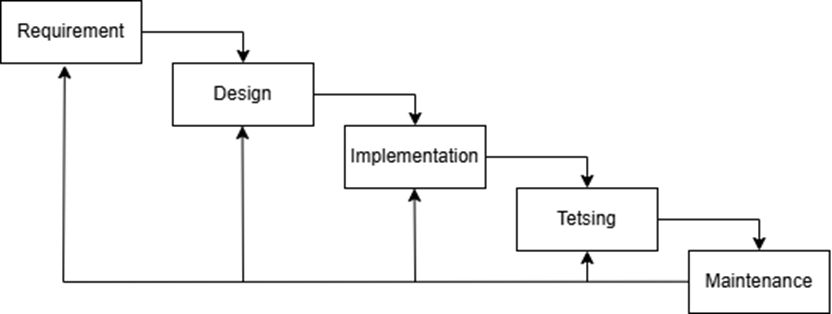 Requirement
Design
Implementation
Tetsing
Maintenance